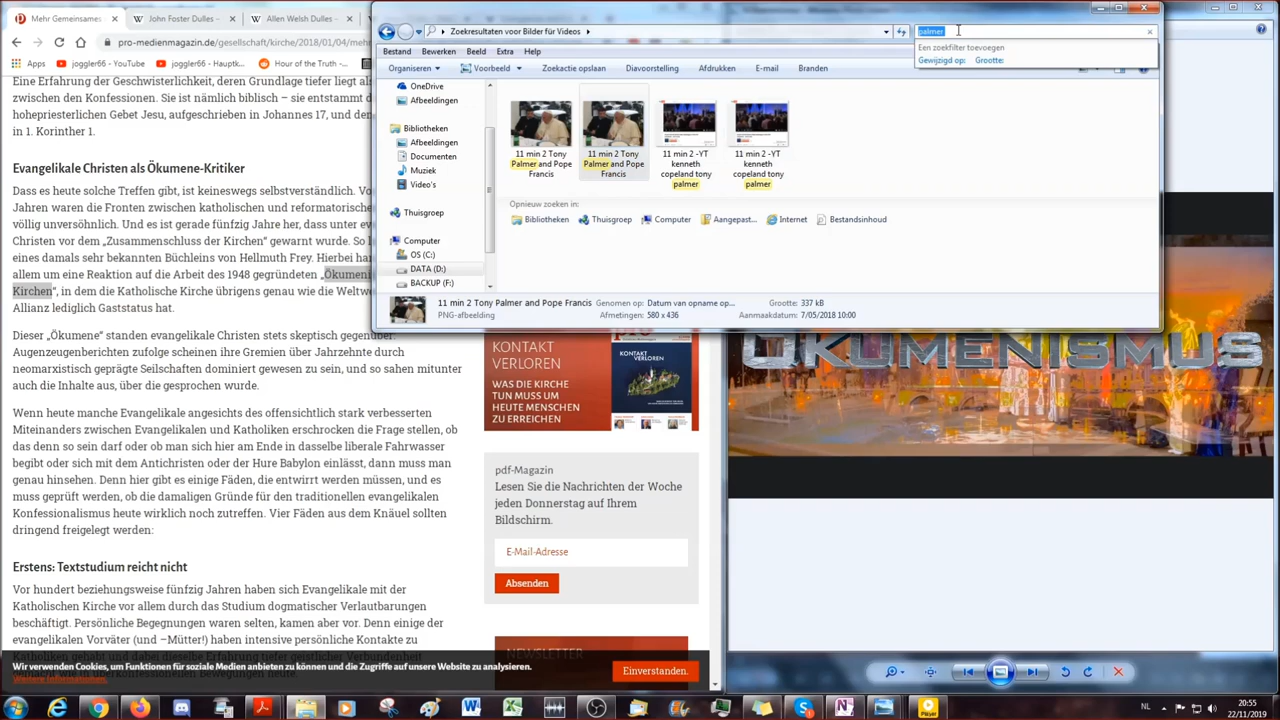 Mehr Gemeinsames
John Foster Dulles -
Allen Welsh Dulles -
pro-medienmagazin.de/gesellschaft/kirche/2018/01/04/meh
Apps
joggler66 - YouTube
joggler66 - YouTube
Hour of the Truth -
Eine Erfahrung der Geschwisterlichkeit, deren Grundlage tiefer liegt al
zwischen den Konfessionen. Sie ist nämlich biblisch – sie entstammt d
hohepriesterlichen Gebet Jesu, aufgeschrieben in Johannes 17, und de
in 1. Korinther 1.
Evangelikale Christen als Ökumene-Kritiker
Dass es heute solche Treffen gibt, ist keineswegs selbstverständlich. Vo
Jahren waren die Fronten zwischen katholischen und reformatorische
völlig unversöhnlich. Und es ist gerade fünfzig Jahre her, dass unter ev
Christen vor dem „Zusammenschluss der Kirchen“ gewarnt wurde. So l
eines damals sehr bekannten Büchleins von Hellmuth Frey. Hierbei han
allem um eine Reaktion auf die Arbeit des 1948 gegründeten „Ökumeni
Kirchen“, in dem die Katholische Kirche übrigens genau wie die Weltwe
Allianz lediglich Gaststatus hat.
Dieser „Ökumene“ standen evangelikale Christen stets skeptisch gegenüber.
Augenzeugenberichten zufolge scheinen ihre Gremien über Jahrzehnte durch
neomarxistisch geprägte Seilschaften dominiert gewesen zu sein, und so sahen mitunter
auch die Inhalte aus, über die gesprochen wurde.
Wenn heute manche Evangelikale angesichts des offensichtlich stark verbesserten
Miteinanders zwischen Evangelikalen und Katholiken erschrocken die Frage stellen, ob
das denn so sein darf oder ob man sich hier am Ende in dasselbe liberale Fahrwasser
begibt oder sich mit dem Antichristen oder der Hure Babylon einlässt, dann muss man
genau hinsehen. Denn hier gibt es einige Fäden, die entwirrt werden müssen, und es
muss geprüft werden, ob die damaligen Gründe für den traditionellen evangelikalen
Konfessionalismus heute wirklich noch zutreffen. Vier Fäden aus dem Knäuel sollten
dringend freigelegt werden:
Erstens: Textstudium reicht nicht
Vor hundert beziehungsweise fünfzig Jahren haben sich Evangelikale mit der
Katholischen Kirche vor allem durch das Studium dogmatischer Verlautbarungen
beschäftigt. Persönliche Begegnungen waren selten, kamen aber vor. Denn einige der
evangelikalen Vorväter (und –Mütter!) haben intensive persönliche Kontakte zu
Wir verwenden Cookies, um Funktionen für soziale Medien anbieten zu können und die Zugriffe auf unsere Website zu analysieren.
Weitere Informationen.
Einverstanden.
KONTAKT
VERLOREN
WAS DIE KIRCHE
TUN MUSS UM
HEUTE MENSCHEN
ZU ERREICHEN
pro
KONTAKT
VERLOREN
pdf-Magazin
Lesen Sie die Nachrichten der Woche
jeden Donnerstag auf Ihrem
Bildschirm.
E-Mail-Adresse
Absenden
NEWSLETTER
Zoekresultaten voor Bilder für Videos
palmer
Een zoekfilter toevoegen
Gewijzigd op: Grootte:
Bestand Bewerken Beeld Extra Help
Organiseren Voorbeeld Zoekactie opslaan Diavoorstelling Afdrukken E-mail Branden
OneDrive
Afbeeldingen
Bibliotheken
Afbeeldingen
Documenten
Muziek
Video's
Thuisgroep
Computer
OS (C:)
DATA (D:)
BACKUP (F:)
11 min 2 Tony
Palmer and Pope
Francis
11 min 2 Tony
Palmer and Pope
Francis
11 min 2 -YT
kenneth
copeland tony
palmer
11 min 2 -YT
kenneth
copeland tony
palmer
Opnieuw zoeken in:
Bibliotheken Thuisgroep Computer Aangepast... Internet Bestandsinhoud
11 min 2 Tony Palmer and Pope Francis Genomen op: Datum van opname op... Grootte: 337 kB
PNG-afbeelding Afmetingen: 580 x 436 Aanmaakdatum: 7/05/2018 10:00
ÖKUMENISMUS
Player
NL
20:55
22/11/2019